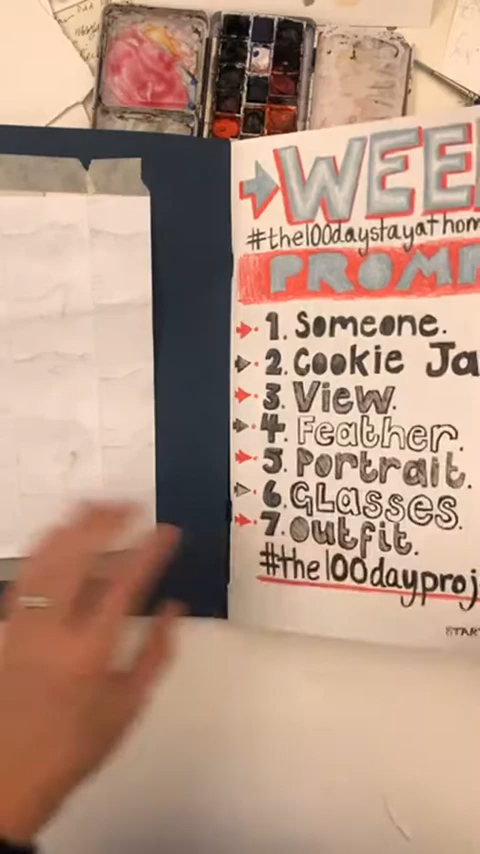 WEE
#the100daystayathom
PROMP
1. Someone.
2. Cookie Ja
3. View.
4. Feather.
5. Portrait.
6. Glasses.
7. Outfit.
#the100dayproj
START